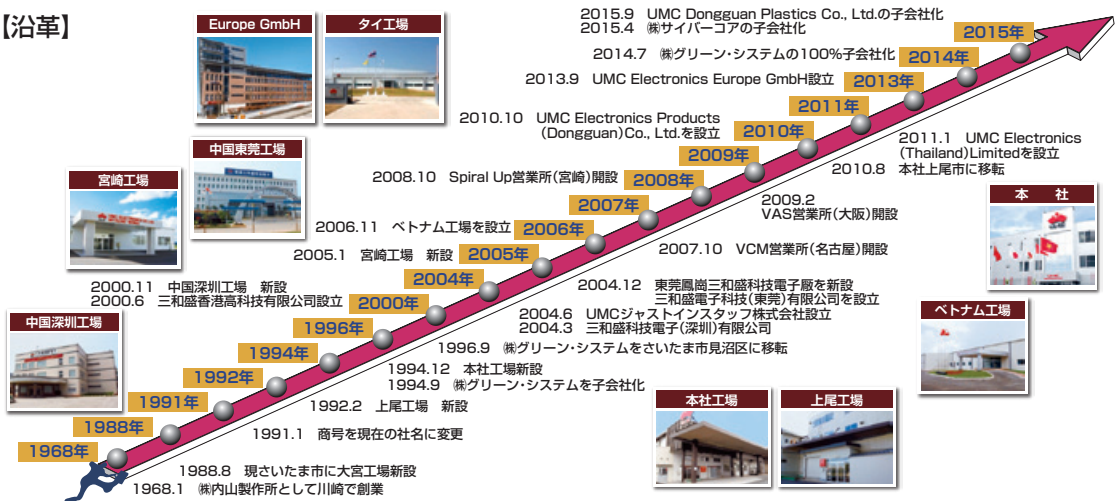 【沿革】
Europe GmbH
タイ工場
中国東莞工場
宮崎工場
中国深圳工場
本　社
ベトナム工場
本社工場
上尾工場
2015.9　UMC Dongguan Plastics Co., Ltd.の子会社化
2015.4　㈱サイバーコアの子会社化
2015年
2014.7　㈱グリーン・システムの100%子会社化
2014年
2013.9　UMC Electronics Europe GmbH設立
2013年
2011年
2011.1　UMC Electronics
(Thailand)Limitedを設立
2010.10　UMC Electronics Products
(Dongguan)Co., Ltd.を設立
2010年
2010.8　本社上尾市に移転
2009年
2009.2
VAS営業所(大阪)開設
2008.10　Spiral Up営業所(宮崎)開設
2008年
2007年
2007.10　VCM営業所(名古屋)開設
2006.11　ベトナム工場を設立
2006年
2005.1　宮崎工場　新設
2005年
2004年
2004.12　東莞鳳崗三和盛科技電子厰を新設
三和盛電子科技(東莞)有限公司を設立
2004.6　UMCジャストインスタッフ株式会社設立
2004.3　三和盛科技電子(深圳)有限公司
2000.11　中国深圳工場　新設
2000.6　三和盛香港高科技有限公司設立
2000年
1996年
1996.9　㈱グリーン・システムをさいたま市見沼区に移転
1994年
1994.12　本社工場新設
1994.9　㈱グリーン・システムを子会社化
1992年
1992.2　上尾工場　新設
1991年
1991.1　商号を現在の社名に変更
1988年
1988.8　現さいたま市に大宮工場新設
1968年
1968.1　㈱内山製作所として川崎で創業